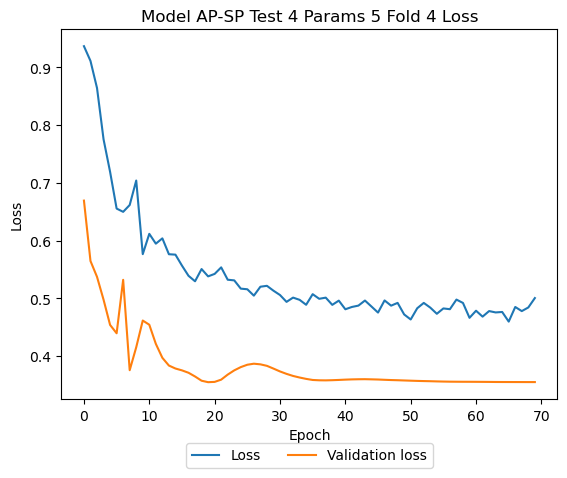 Model AP-SP Test 4 Params 5 Fold 4 Loss
Loss
0.9
0.8
0.7
0.6
0.5
0.4
0 10 20 30 40 50 60 70
Epoch
Loss Validation loss